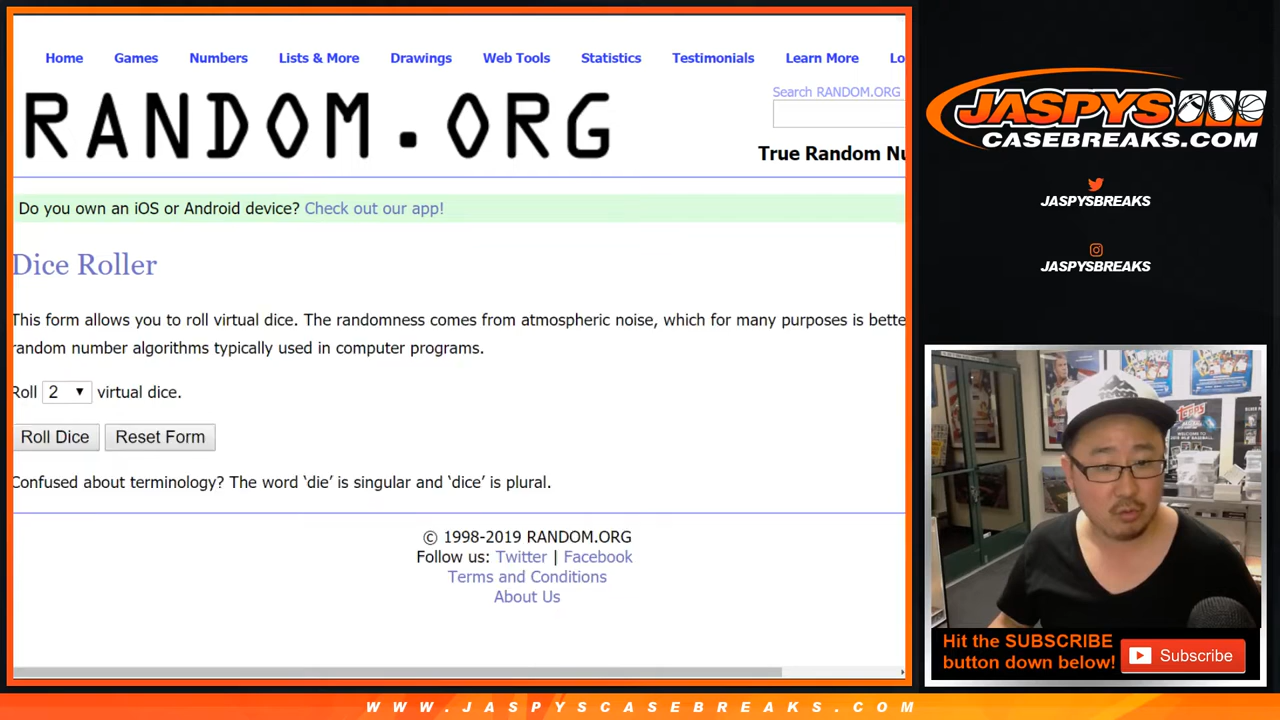 Home Games Numbers Lists & More Drawings Web Tools Statistics Testimonials Learn More Lo
RANDOM.ORG
Search RANDOM.ORG
True Random Nu
Do you own an iOS or Android device? Check out our app!
Dice Roller
This form allows you to roll virtual dice. The randomness comes from atmospheric noise, which for many purposes is bette
random number algorithms typically used in computer programs.
Roll 2 virtual dice.
Roll Dice Reset Form
Confused about terminology? The word ‘die’ is singular and ‘dice’ is plural.
© 1998-2019 RANDOM.ORG
Follow us: Twitter | Facebook
Terms and Conditions
About Us
JASPYS
CASEBREAKS.COM
JASPYSBREAKS
JASPYSBREAKS
Topps
Hit the SUBSCRIBE
button down below!
Subscribe
WWW.JASPYSCASEBREAKS.COM